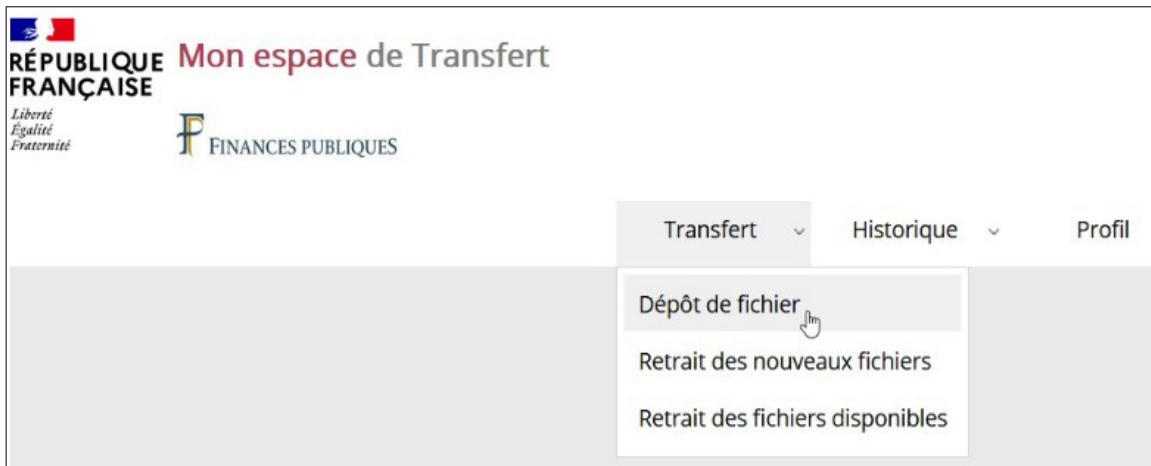 RÉPUBLIQUE
FRANÇAISE
Liberté
Égalité
Fraternité
Mon espace de Transfert
FINANCES PUBLIQUES
Transfert
Historique
Profil
Dépôt de fichier
Retrait des nouveaux fichiers
Retrait des fichiers disponibles